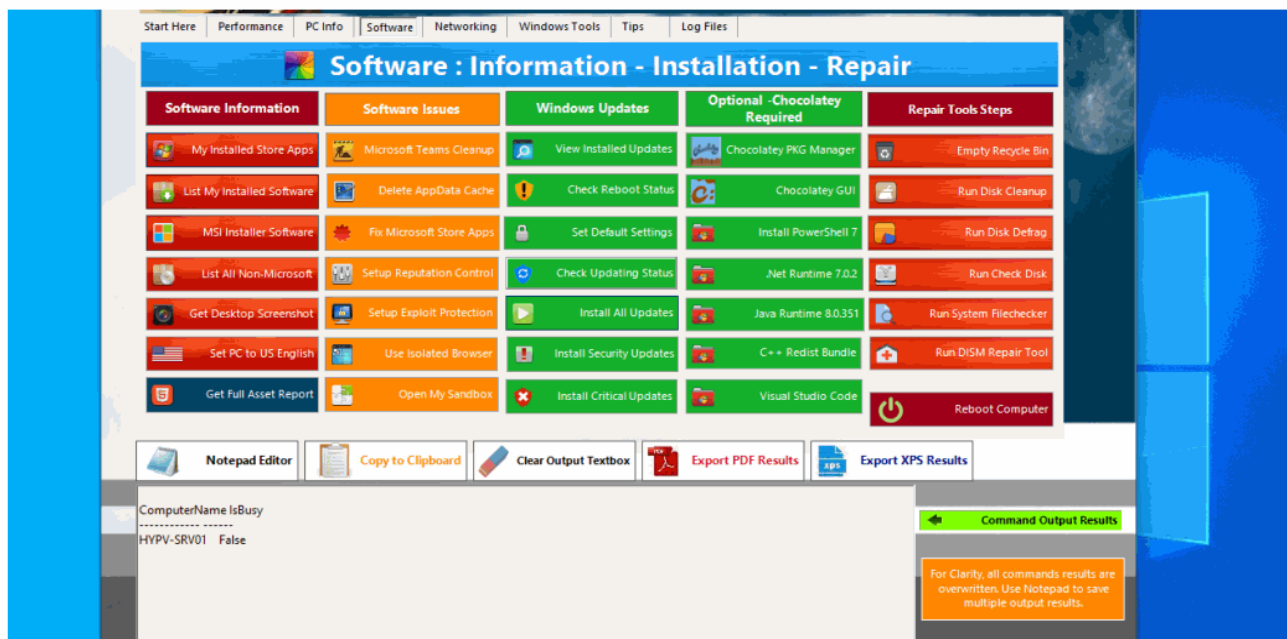 Start Here
Performance
PC Info
Software
Networking
Windows Tools
Tips
Log Files
Software : Information - Installation - Repair
Software Information
My Installed Store Apps
List My Installed Software
MSI Installer Software
List All Non-Microsoft
Get Desktop Screenshot
Set PC to US English
Get Full Asset Report
Software Issues
Microsoft Teams Cleanup
Delete AppData Cache
Fix Microsoft Store Apps
Setup Reputation Control
Setup Exploit Protection
Use Isolated Browser
Open My Sandbox
Windows Updates
View Installed Updates
Check Reboot Status
Set Default Settings
Check Updating Status
Install All Updates
Install Security Updates
Install Critical Updates
Optional -Chocolatey
Required
Chocolatey PKG Manager
Chocolatey GUI
Install PowerShell 7
.Net Runtime 7.0.2
Java Runtime 8.0.351
C++ Redist Bundle
Visual Studio Code
Repair Tools Steps
Empty Recycle Bin
Run Disk Cleanup
Run Disk Defrag
Run Check Disk
Run System Filechecker
Run DISM Repair Tool
Reboot Computer
Notepad Editor
Copy to Clipboard
Clear Output Textbox
PDF
Export PDF Results
xps
Export XPS Results
ComputerName IsBusy
------------ ------
HYPV-SRV01 False
Command Output Results
For Clarity, all commands results are
overwritten. Use Notepad to save
multiple output results.